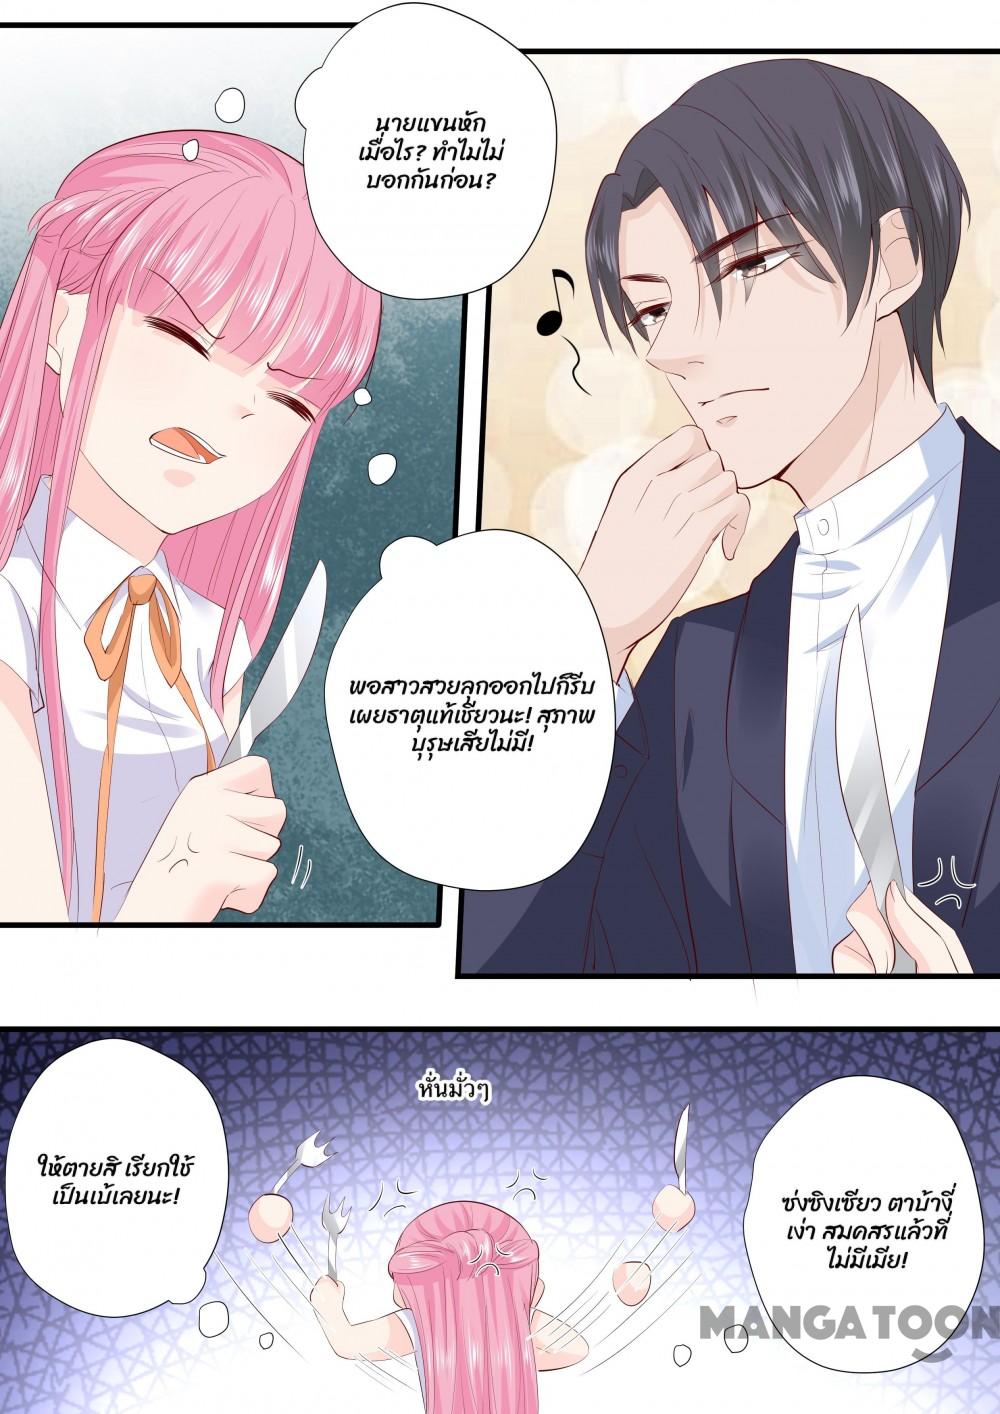 นายแขนหัก
เมื่อไร? ทำไมไม่
บอกกันก่อน?
พอสาวสวยลุกออกไปก็รีบ
เผยธาตุแท้เชียวนะ! สุภาพ
บุรุษเสียไม่มี!
หั่นมั่วๆ
ให้ตายสิ เรียกใช้
เป็นเบ้เลยนะ!
ซ่งซิงเซียว ตาบ้างี่
เง่า สมคสรแล้วที่
ไม่มีเมีย!
MANGATOON